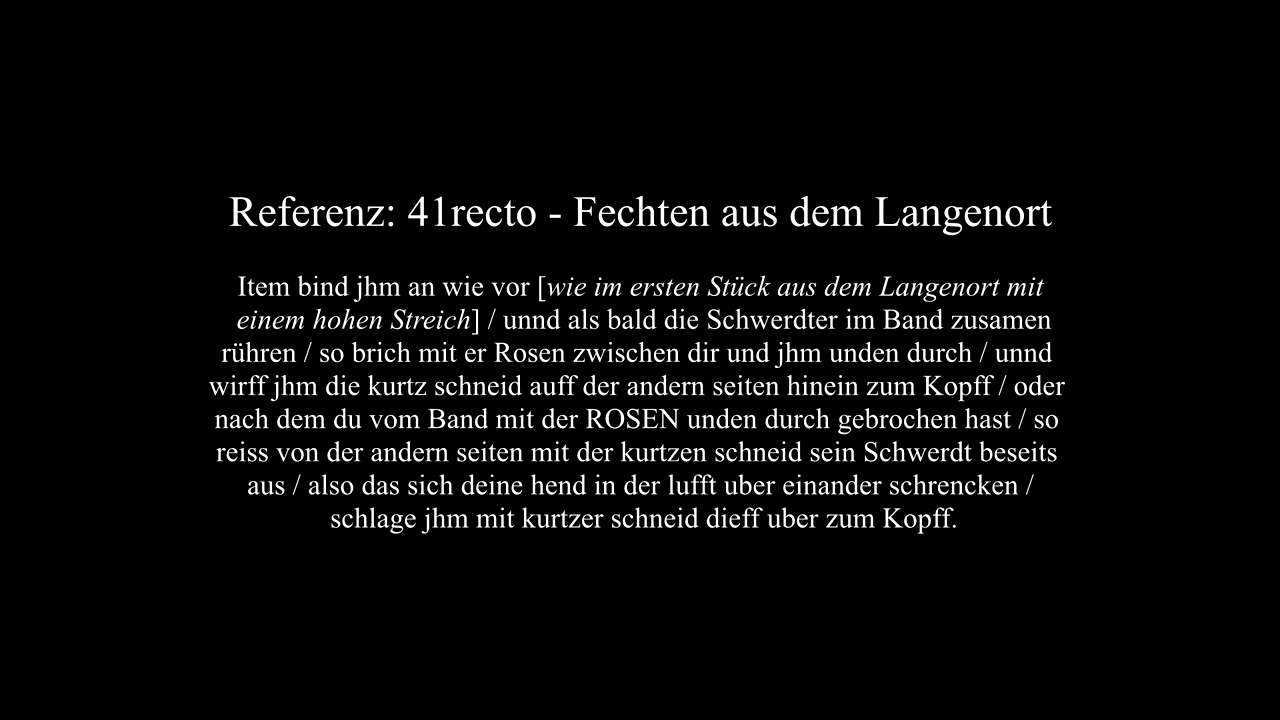 Referenz: 41recto - Fechten aus dem Langenort
Item bind jhm an wie vor [wie im ersten Stück aus dem Langenort mit
einem hohen Streich] / unnd als bald die Schwerdter im Band zusamen
rühren / so brich mit er Rosen zwischen dir und jhm unden durch / unnd
wirff jhm die kurtz schneid auff der andern seiten hinein zum Kopff / oder
nach dem du vom Band mit der ROSEN unden durch gebrochen hast / so
reiss von der andern seiten mit der kurtzen schneid sein Schwerdt beseits
aus / also das sich deine hend in der lufft uber einander schrencken /
schlage jhm mit kurtzer schneid dieff uber zum Kopff.